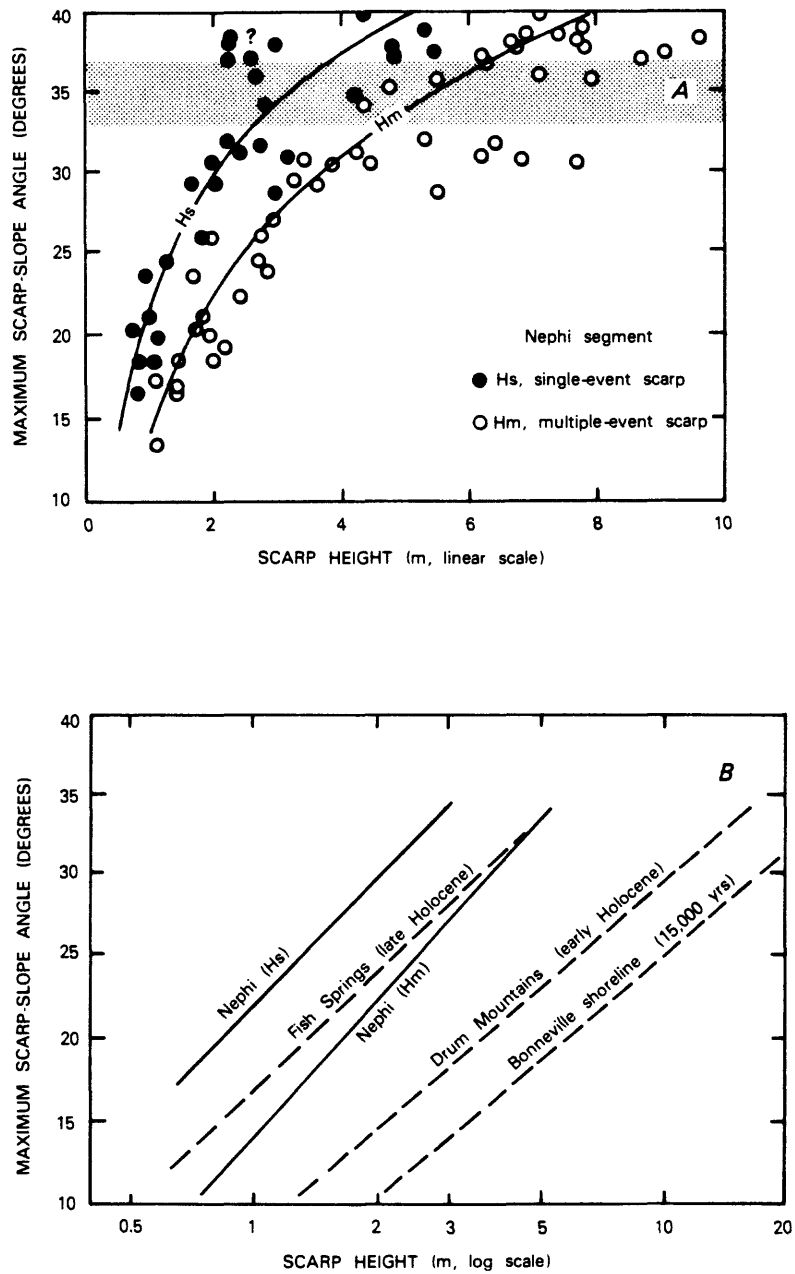 40
35
30
25
20
15
10
MAXIMUM SCARP-SLOPE ANGLE (DEGREES)
?
A
Hs
Hm
Nephi segment
Hs, single-event scarp
Hm, multiple-event scarp
0 2 4 6 8 10
SCARP HEIGHT (m, linear scale)
40
35
30
25
20
15
10
MAXIMUM SCARP-SLOPE ANGLE (DEGREES)
B
Nephi (Hs)
Fish Springs (late Holocene)
Nephi (Hm)
Drum Mountains (early Holocene)
Bonneville shoreline (15,000 yrs)
0.5 1 2 3 5 10 20
SCARP HEIGHT (m, log scale)